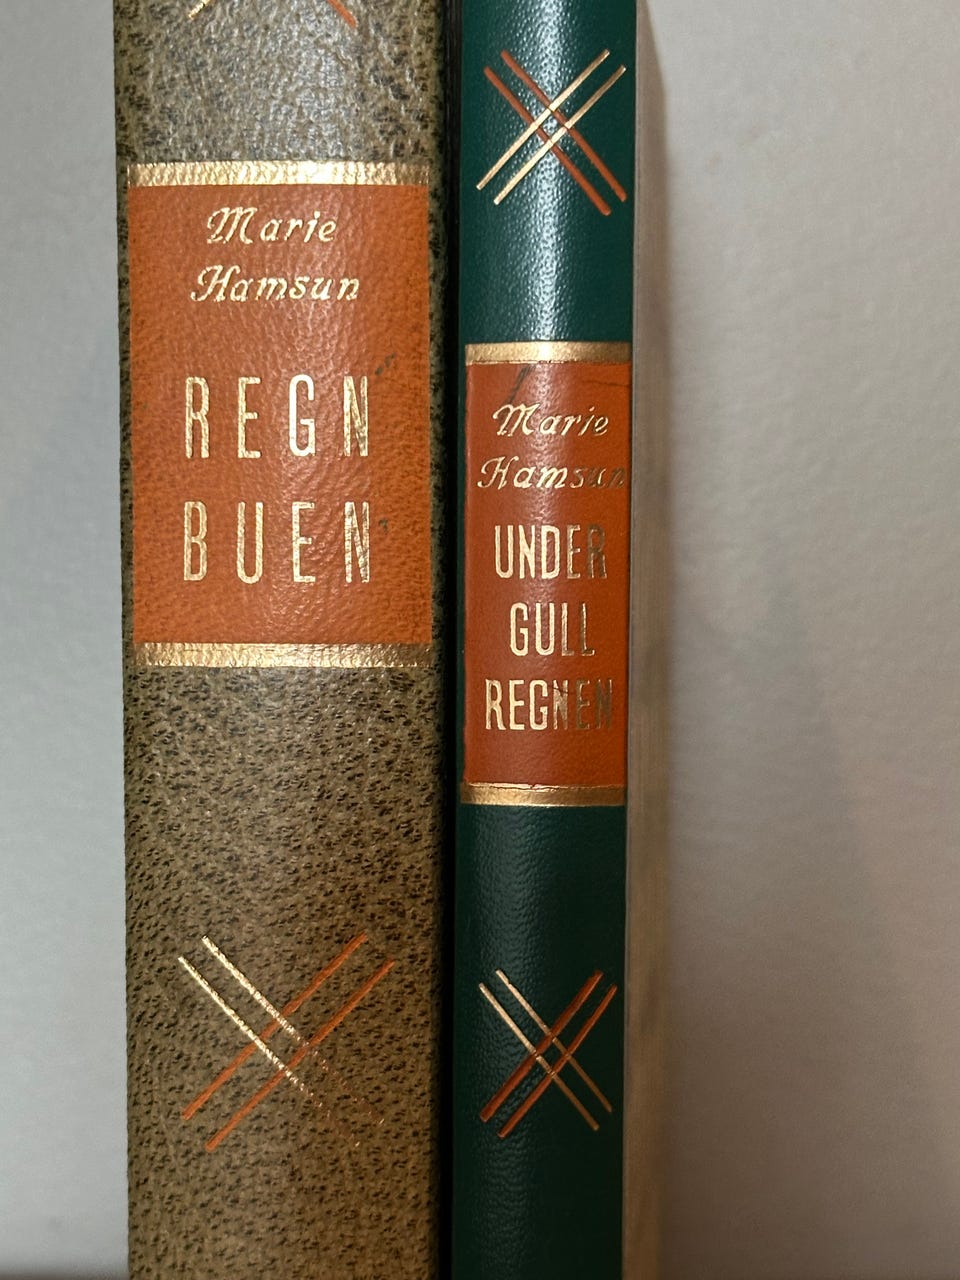 Marie
Hamsun
REGN
BUEN
Marie
Hamsun
UNDER
GULL
REGNEN